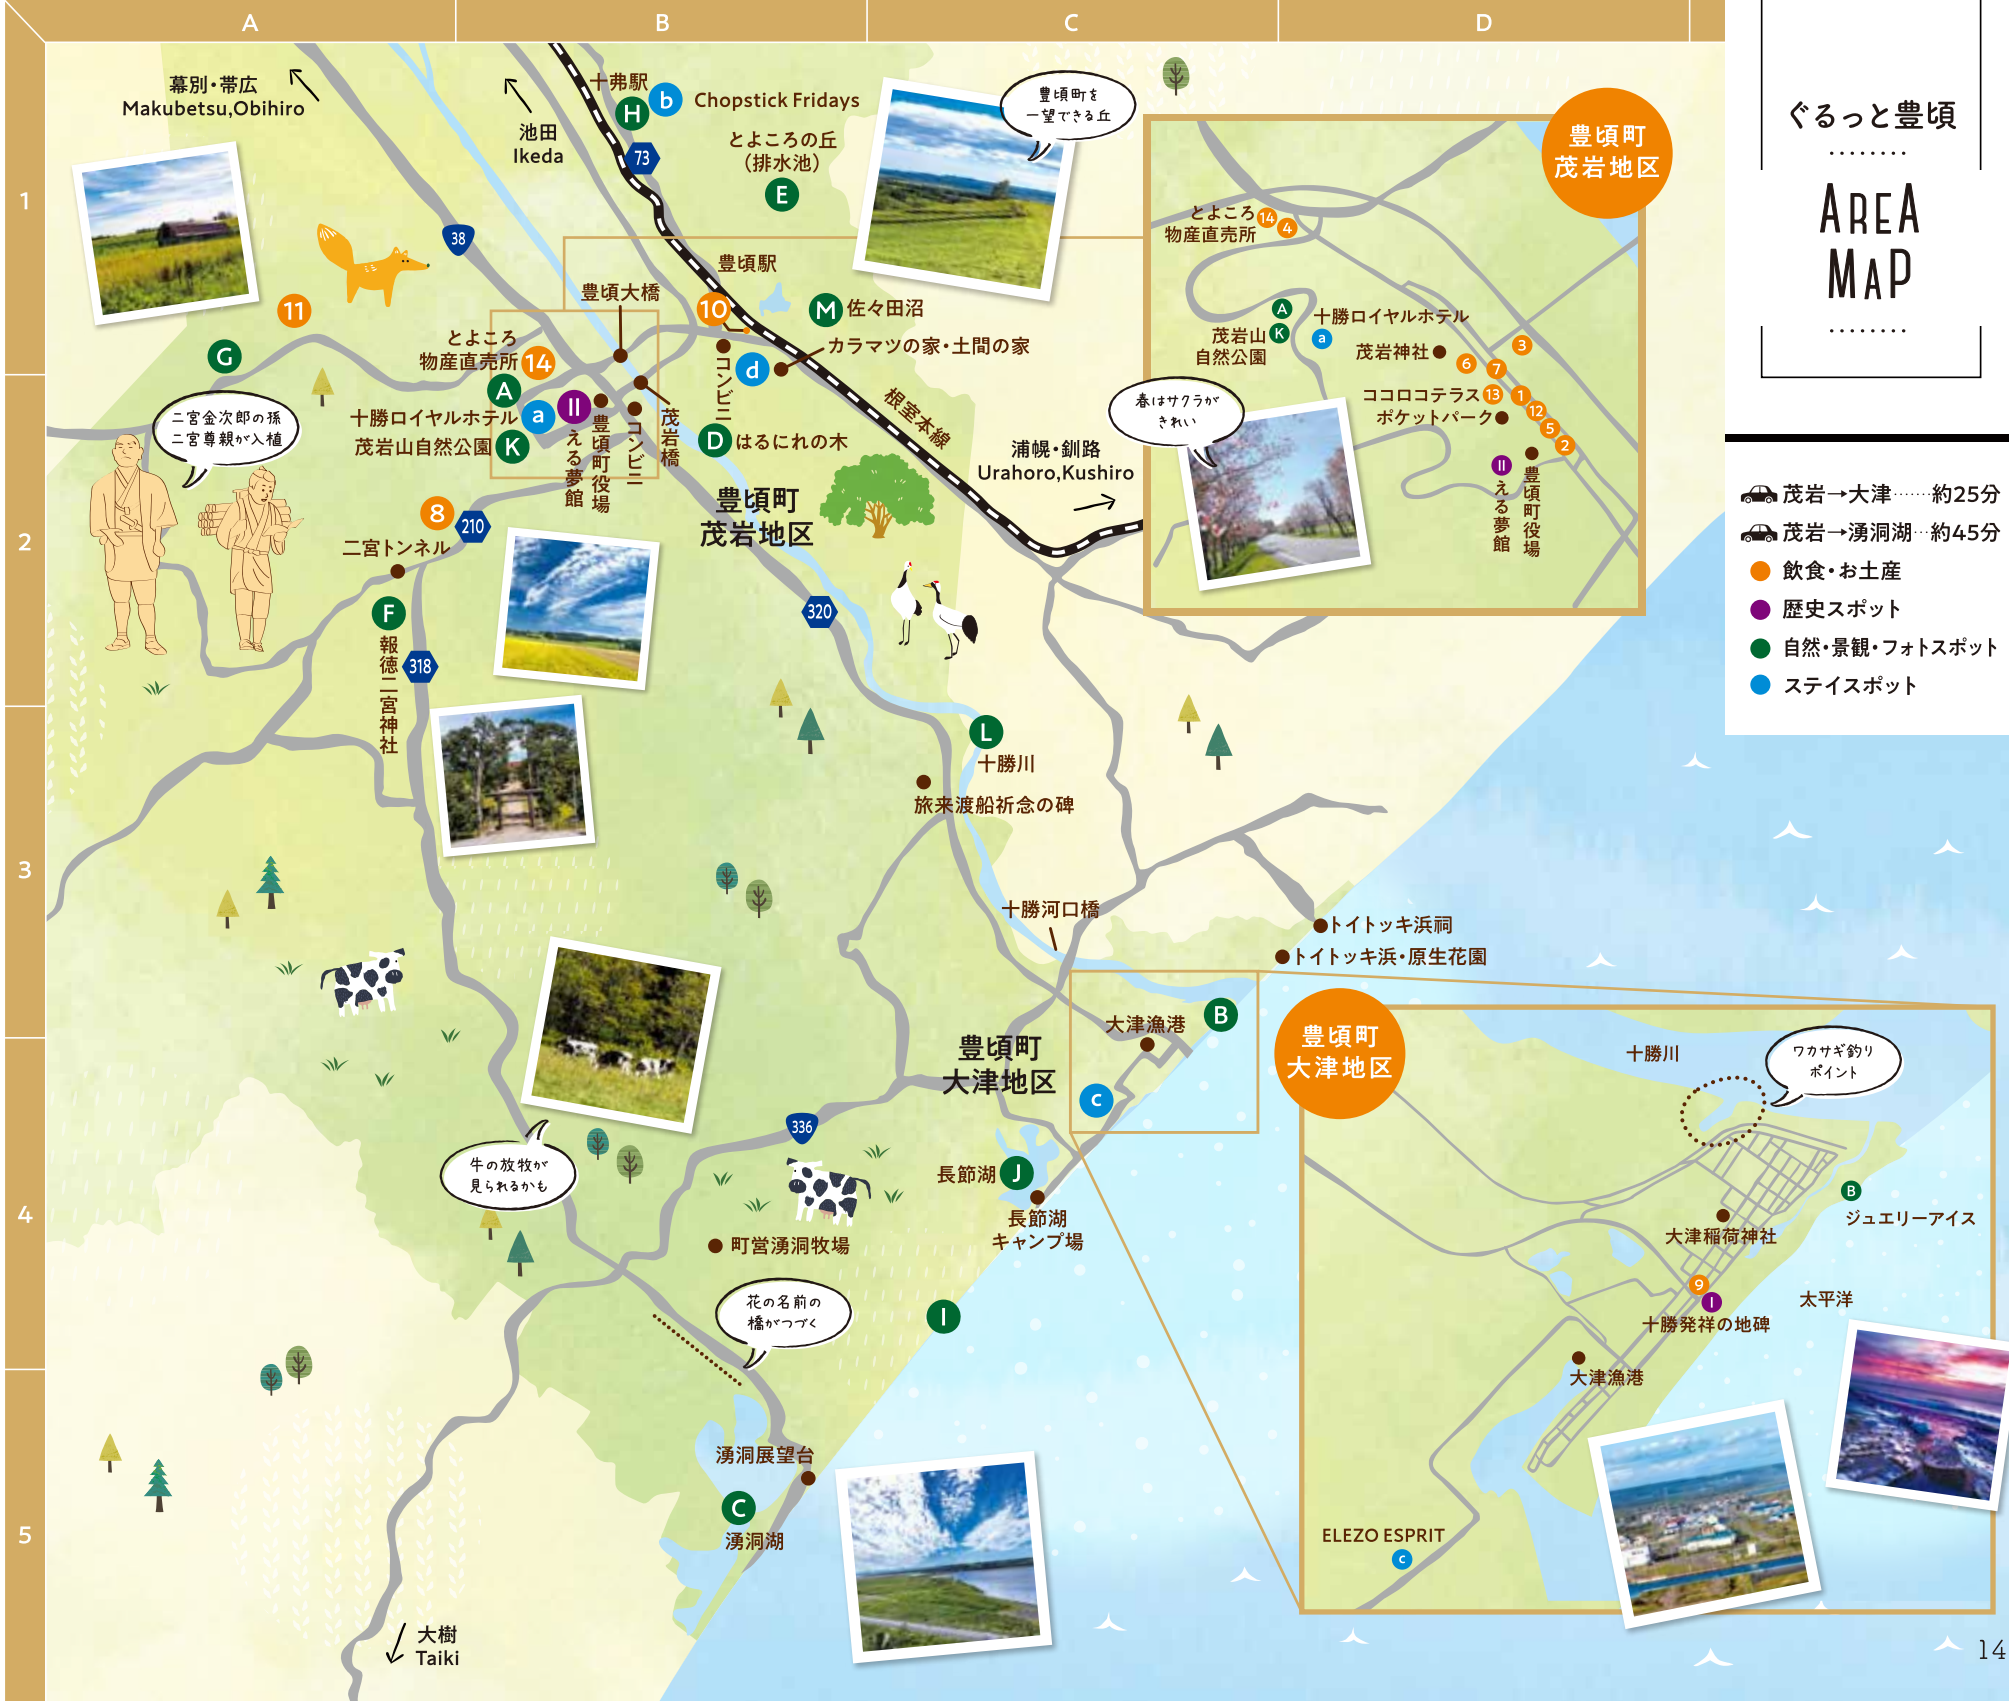 A
B
C
D
1
2
3
4
5
ぐるっと豊頃
AREA
MAP
茂岩→大津……約25分
茂岩→湧洞湖…約45分
飲食・お土産
歴史スポット
自然・景観・フォトスポット
ステイスポット
幕別・帯広
Makubetsu,Obihiro
池田
Ikeda
十弗駅
H
b
Chopstick Fridays
73
とよころの丘
（排水池）
E
豊頃町を
一望できる丘
38
豊頃駅
豊頃大橋
10
M
佐々田沼
カラマツの家・土間の家
11
G
とよころ
物産直売所
14
A
十勝ロイヤルホテル
a
II
茂岩山自然公園
K
える夢館
豊頃町役場
コンビニ
茂岩橋
コンビニ
d
D
はるにれの木
根室本線
浦幌・釧路
Urahoro,Kushiro
豊頃町
茂岩地区
二宮金次郎の孫
二宮尊親が入植
8
210
二宮トンネル
F
報徳二宮神社
318
320
L
十勝川
旅来渡船祈念の碑
十勝河口橋
トイトッキ浜祠
トイトッキ浜・原生花園
豊頃町
大津地区
大津漁港
B
c
336
牛の放牧が
見られるかも
長節湖
J
長節湖
キャンプ場
町営湧洞牧場
花の名前の
橋がつづく
I
湧洞展望台
C
湧洞湖
大樹
Taiki
豊頃町
茂岩地区
とよころ
物産直売所
14
4
A
K
茂岩山
自然公園
十勝ロイヤルホテル
a
茂岩神社
3
6
7
ココロコテラス
13
1
ポケットパーク
12
5
2
II
える夢館
豊頃町役場
春はサクラが
きれい
豊頃町
大津地区
十勝川
ワカサギ釣り
ポイント
B
ジュエリーアイス
大津稲荷神社
9
I
十勝発祥の地碑
太平洋
大津漁港
ELEZO ESPRIT
c
14